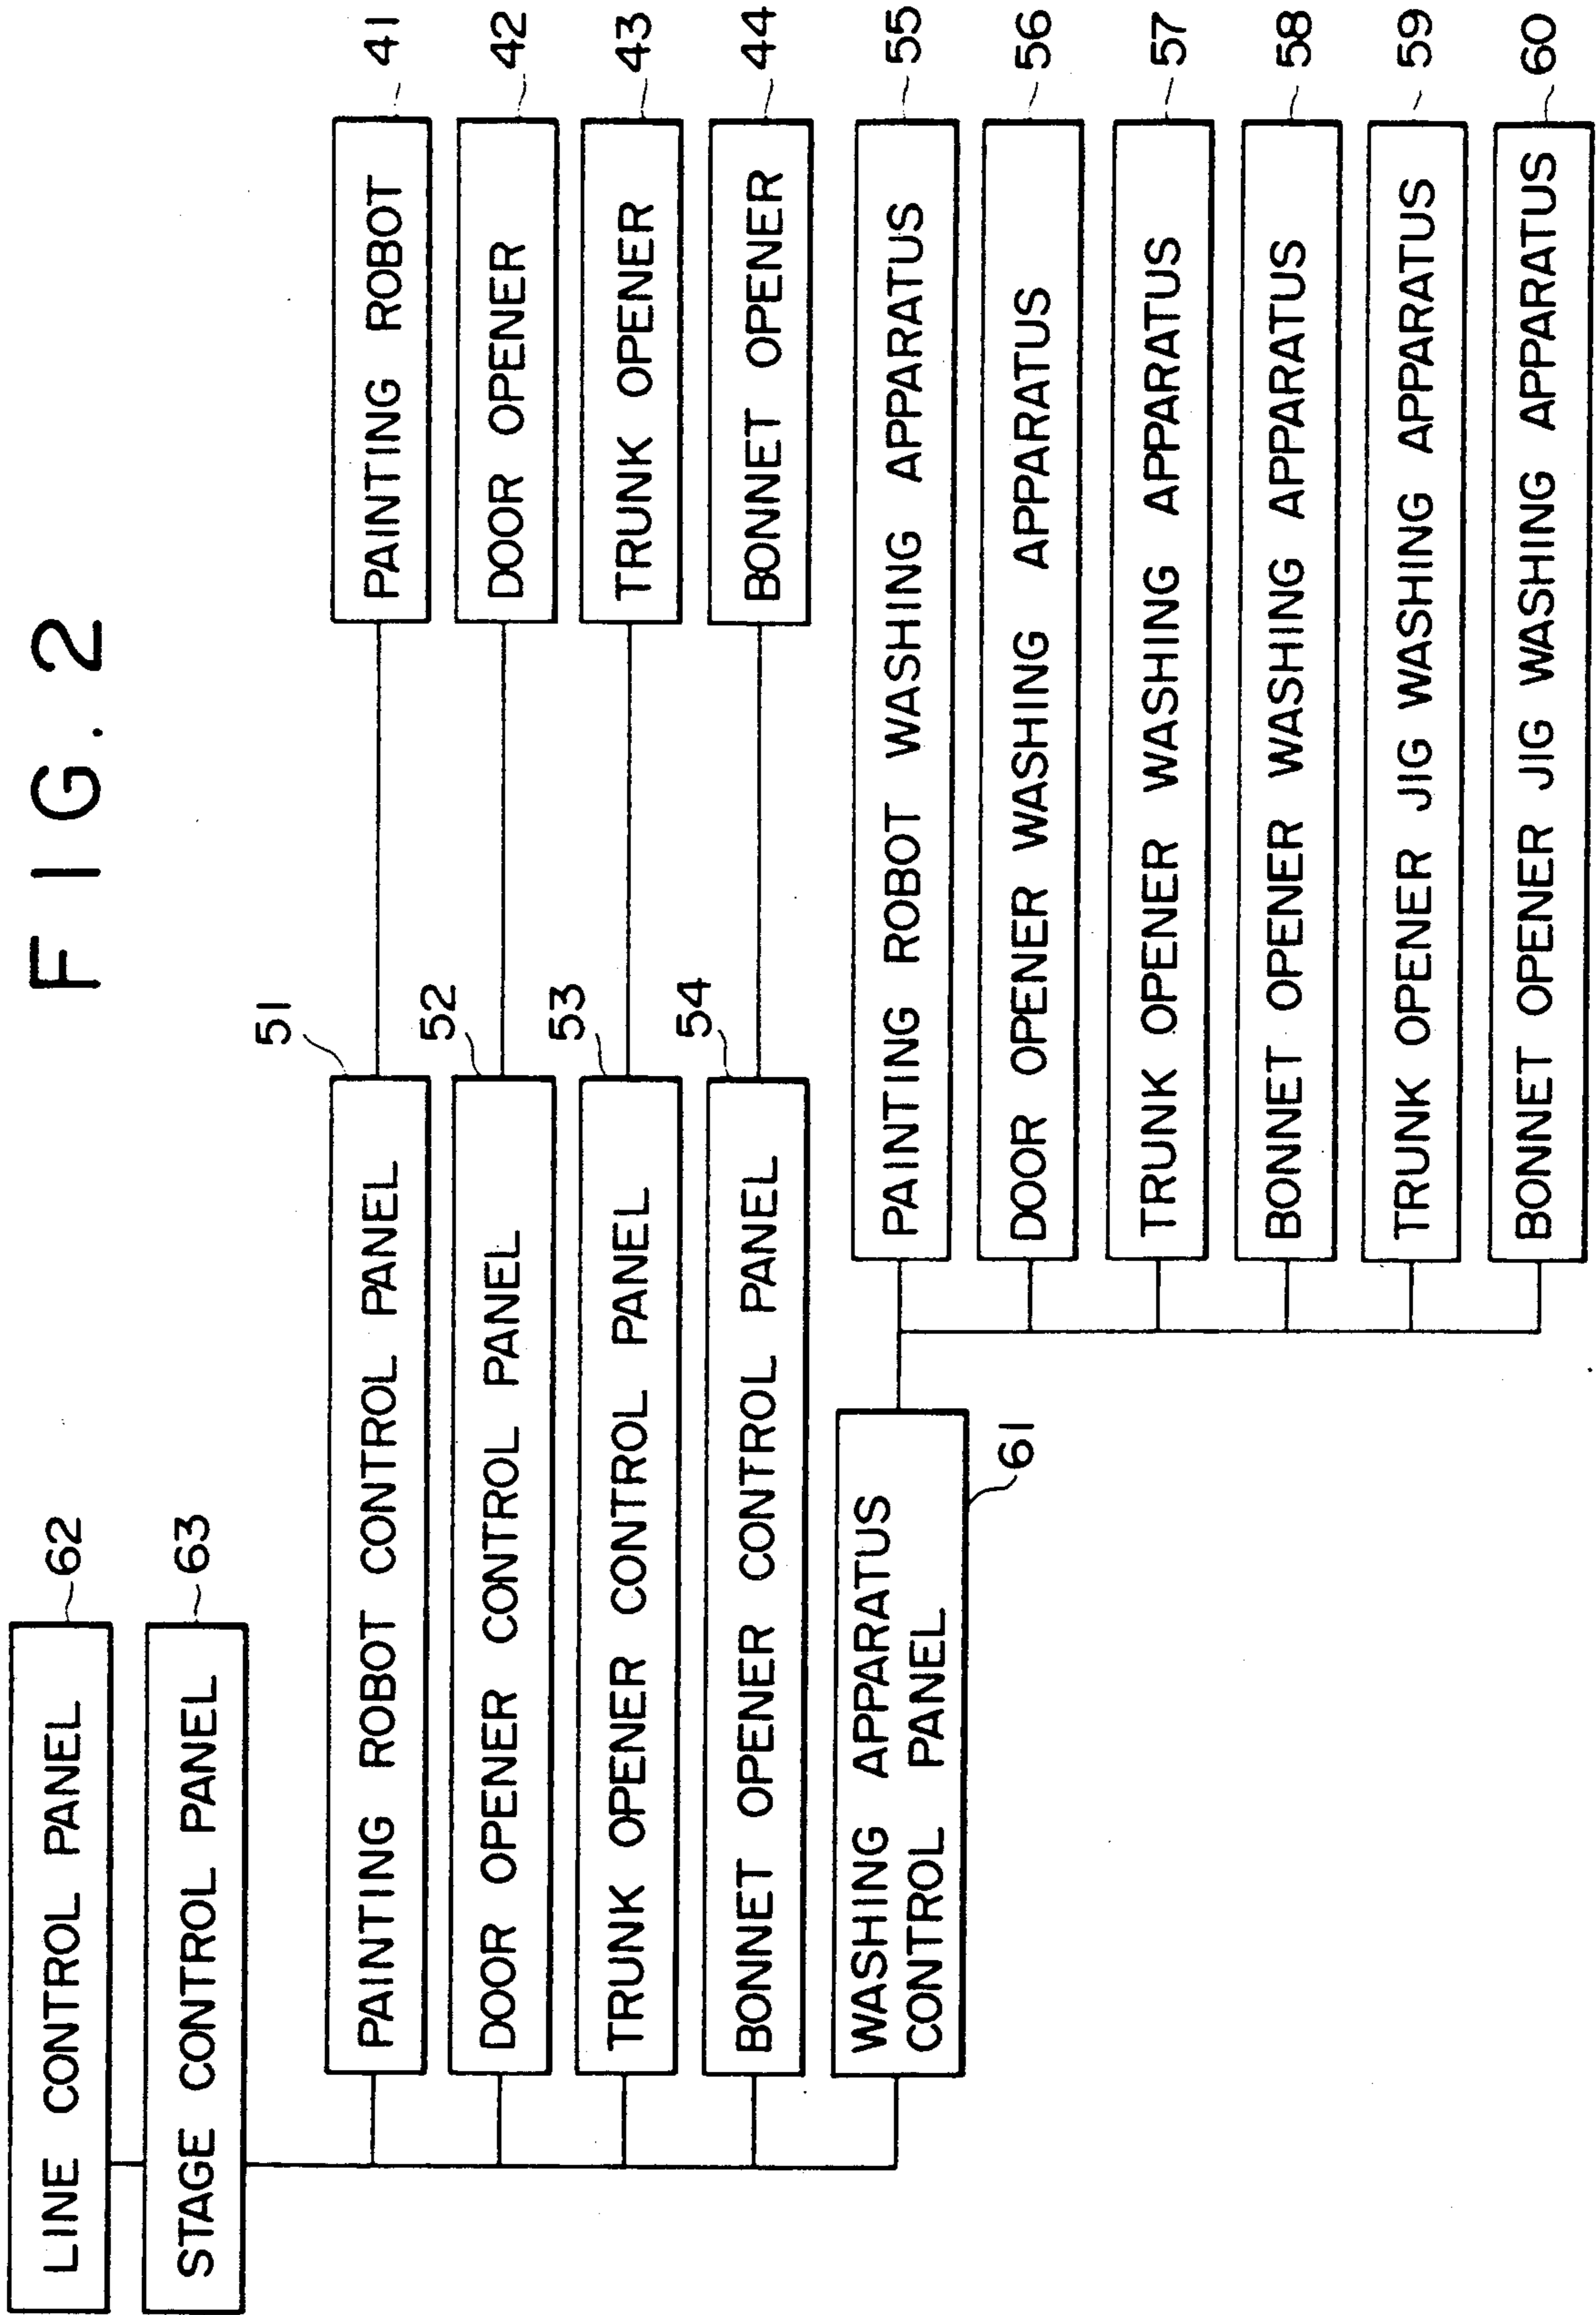 FIG. 2
LINE CONTROL PANEL 62
STAGE CONTROL PANEL 63
51
PAINTING ROBOT CONTROL PANEL
PAINTING ROBOT 41
52
DOOR OPENER CONTROL PANEL
DOOR OPENER 42
53
TRUNK OPENER CONTROL PANEL
TRUNK OPENER 43
54
BONNET OPENER CONTROL PANEL
BONNET OPENER 44
WASHING APPARATUS
CONTROL PANEL
61
PAINTING ROBOT WASHING APPARATUS 55
DOOR OPENER WASHING APPARATUS 56
TRUNK OPENER WASHING APPARATUS 57
BONNET OPENER WASHING APPARATUS 58
TRUNK OPENER JIG WASHING APPARATUS 59
BONNET OPENER JIG WASHING APPARATUS 60